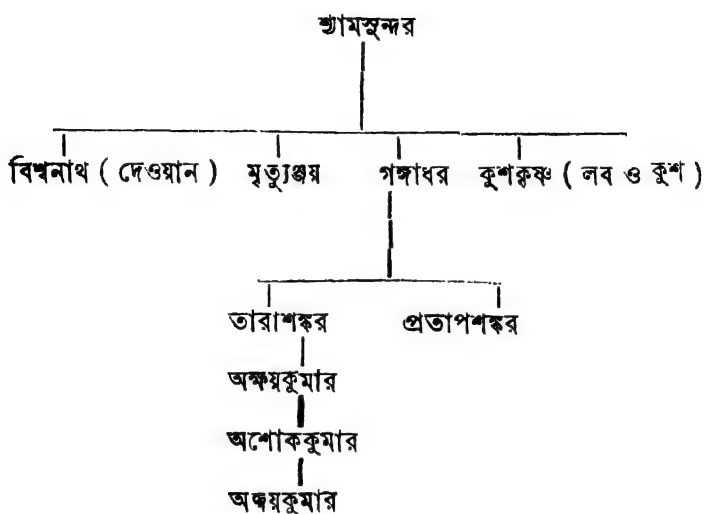 শ্যামসুন্দর
বিশ্বনাথ ( দেওয়ান ) মৃত্যুঞ্জয় গঙ্গাধর কুশকৃষ্ণ ( লব ও কুশ )
তারাশঙ্কর প্রতাপশঙ্কর
অক্ষয়কুমার
অশোককুমার
অজয়কুমার